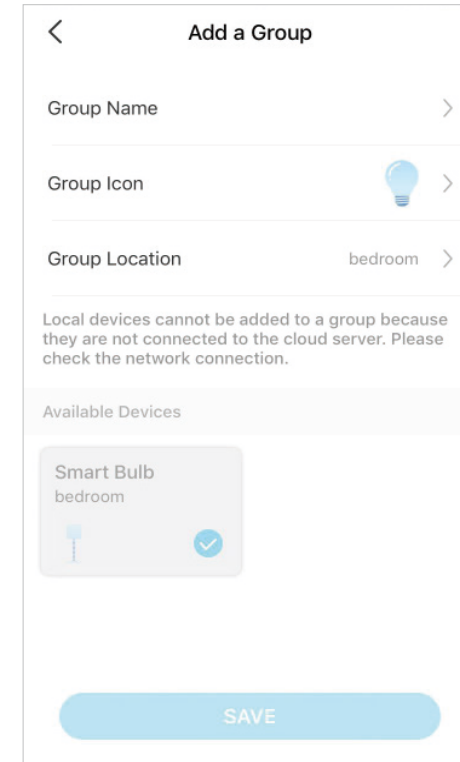 Add a Group
Group Name
Group Icon
Group Location bedroom
Local devices cannot be added to a group because
they are not connected to the cloud server. Please
check the network connection.
Available Devices
Smart Bulb
bedroom
SAVE